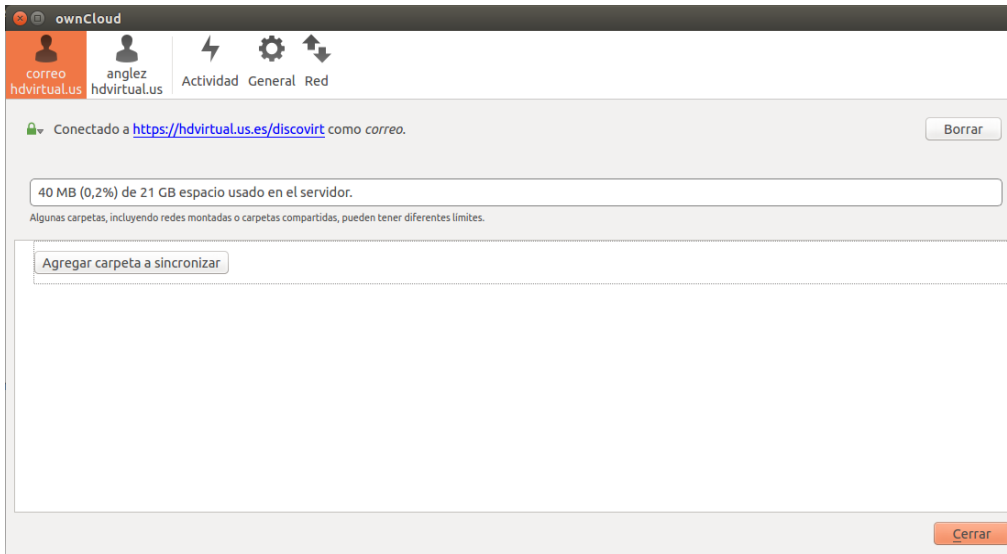 ownCloud
correo
hdvirtual.us
anglez
hdvirtual.us
Actividad
General
Red
Conectado a https://hdvirtual.us.es/discovirt como correo.
Borrar
40 MB (0,2%) de 21 GB espacio usado en el servidor.
Algunas carpetas, incluyendo redes montadas o carpetas compartidas, pueden tener diferentes límites.
Agregar carpeta a sincronizar
Cerrar